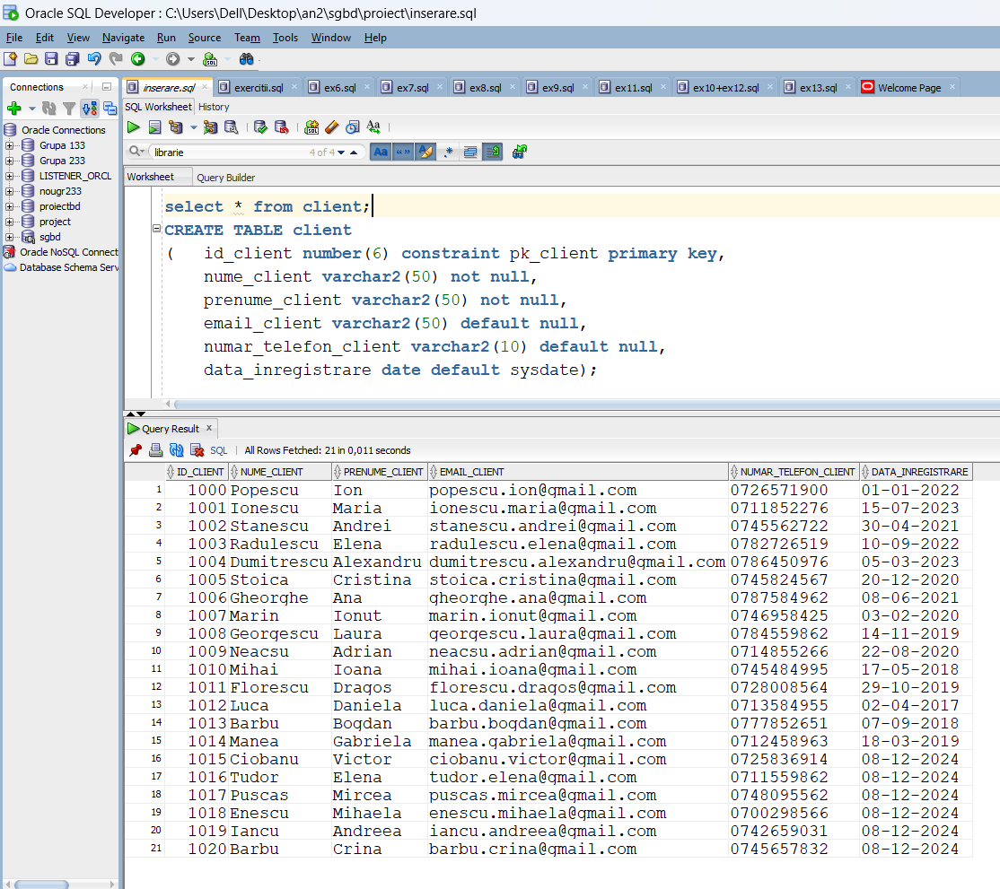 Oracle SQL Developer : C:\Users\Dell\Desktop\an2\sgbd\proiect\inserare.sql
File Edit View Navigate Run Source Team Tools Window Help
Connections
inserare.sql exercitii.sql ex6.sql ex7.sql ex8.sql ex9.sql ex11.sql ex10+ex12.sql ex13.sql Welcome Page
SQL Worksheet History
Oracle Connections
Grupa 133
Grupa 233
LISTENER_ORCL
nougr233
proiectbd
project
sgbd
Oracle NoSQL Connect
Database Schema Serv
librarie 4 of 4
Worksheet Query Builder
select * from client;
CREATE TABLE client
( id_client number(6) constraint pk_client primary key,
nume_client varchar2(50) not null,
prenume_client varchar2(50) not null,
email_client varchar2(50) default null,
numar_telefon_client varchar2(10) default null,
data_inregistrare date default sysdate);
Query Result
SQL | All Rows Fetched: 21 in 0,011 seconds
ID_CLIENT NUME_CLIENT PRENUME_CLIENT EMAIL_CLIENT NUMAR_TELEFON_CLIENT DATA_INREGISTRARE
1 1000 Popescu Ion popescu.ion@gmail.com 0726571900 01-01-2022
2 1001 Ionescu Maria ionescu.maria@gmail.com 0711852276 15-07-2023
3 1002 Stanescu Andrei stanescu.andrei@gmail.com 0745562722 30-04-2021
4 1003 Radulescu Elena radulescu.elena@gmail.com 0782726519 10-09-2022
5 1004 Dumitrescu Alexandru dumitrescu.alexandru@gmail.com 0786450976 05-03-2023
6 1005 Stoica Cristina stoica.cristina@gmail.com 0745824567 20-12-2020
7 1006 Gheorghe Ana gheorghe.ana@gmail.com 0787584962 08-06-2021
8 1007 Marin Ionut marin.ionut@gmail.com 0746958425 03-02-2020
9 1008 Georgescu Laura georgescu.laura@gmail.com 0784559862 14-11-2019
10 1009 Neacsu Adrian neacsu.adrian@gmail.com 0714855266 22-08-2020
11 1010 Mihai Ioana mihai.ioana@gmail.com 0745484995 17-05-2018
12 1011 Florescu Dragos florescu.dragos@gmail.com 0728008564 29-10-2019
13 1012 Luca Daniela luca.daniela@gmail.com 0713584955 02-04-2017
14 1013 Barbu Bogdan barbu.bogdan@gmail.com 0777852651 07-09-2018
15 1014 Manea Gabriela manea.gabriela@gmail.com 0712458963 18-03-2019
16 1015 Ciobanu Victor ciobanu.victor@gmail.com 0725836914 08-12-2024
17 1016 Tudor Elena tudor.elena@gmail.com 0711559862 08-12-2024
18 1017 Puscas Mircea puscas.mircea@gmail.com 0748095562 08-12-2024
19 1018 Enescu Mihaela enescu.mihaela@gmail.com 0700298566 08-12-2024
20 1019 Iancu Andreea iancu.andreea@gmail.com 0742659031 08-12-2024
21 1020 Barbu Crina barbu.crina@gmail.com 0745657832 08-12-2024